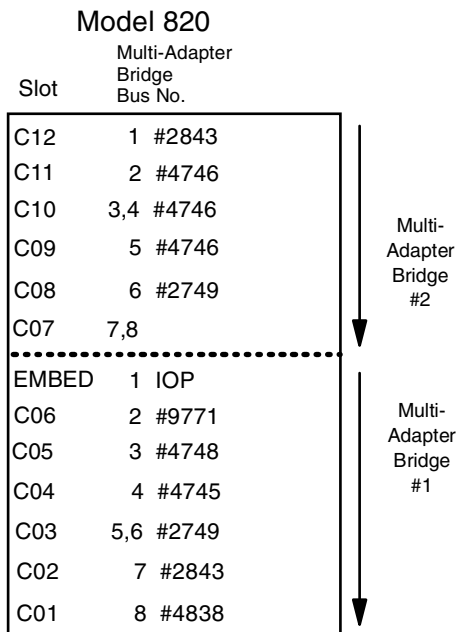 Model 820
Slot
Multi-Adapter
Bridge
Bus No.
C12 1 #2843
C11 2 #4746
C10 3,4 #4746
C09 5 #4746
C08 6 #2749
C07 7,8
Multi-
Adapter
Bridge
#2
EMBED 1 IOP
C06 2 #9771
C05 3 #4748
C04 4 #4745
C03 5,6 #2749
C02 7 #2843
C01 8 #4838
Multi-
Adapter
Bridge
#1